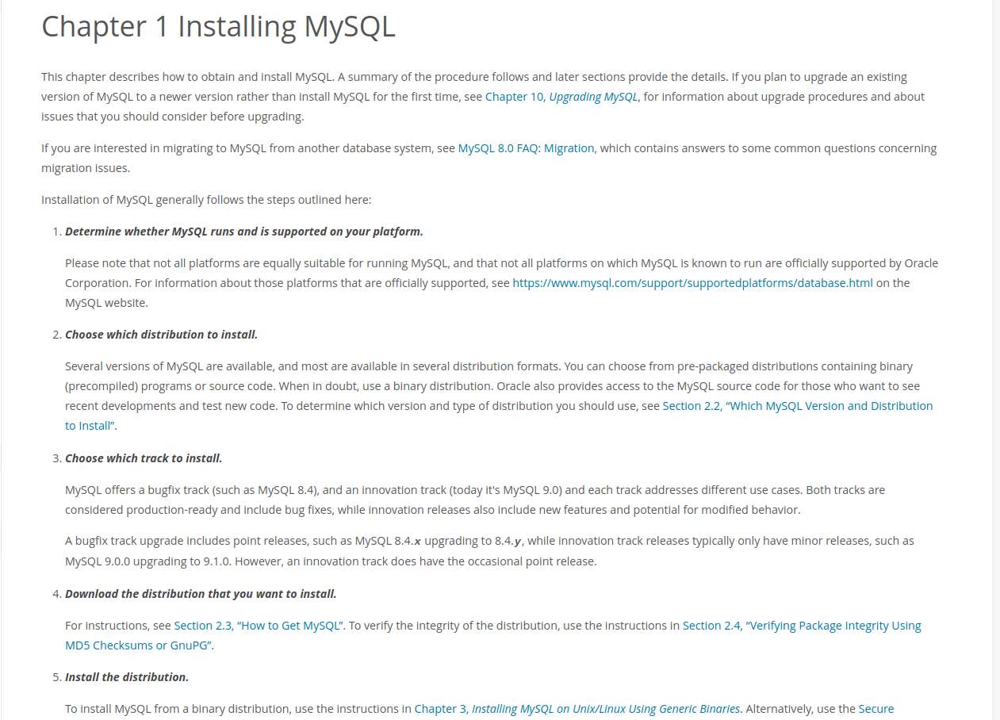 Chapter 1 Installing MySQL
This chapter describes how to obtain and install MySQL. A summary of the procedure follows and later sections provide the details. If you plan to upgrade an existing
version of MySQL to a newer version rather than install MySQL for the first time, see Chapter 10, Upgrading MySQL, for information about upgrade procedures and about
issues that you should consider before upgrading.
If you are interested in migrating to MySQL from another database system, see MySQL 8.0 FAQ: Migration, which contains answers to some common questions concerning
migration issues.
Installation of MySQL generally follows the steps outlined here:
1. Determine whether MySQL runs and is supported on your platform.
Please note that not all platforms are equally suitable for running MySQL, and that not all platforms on which MySQL is known to run are officially supported by Oracle
Corporation. For information about those platforms that are officially supported, see https://www.mysql.com/support/supportedplatforms/database.html on the
MySQL website.
2. Choose which distribution to install.
Several versions of MySQL are available, and most are available in several distribution formats. You can choose from pre-packaged distributions containing binary
(precompiled) programs or source code. When in doubt, use a binary distribution. Oracle also provides access to the MySQL source code for those who want to see
recent developments and test new code. To determine which version and type of distribution you should use, see Section 2.2, “Which MySQL Version and Distribution
to Install”.
3. Choose which track to install.
MySQL offers a bugfix track (such as MySQL 8.4), and an innovation track (today it's MySQL 9.0) and each track addresses different use cases. Both tracks are
considered production-ready and include bug fixes, while innovation releases also include new features and potential for modified behavior.
A bugfix track upgrade includes point releases, such as MySQL 8.4.x upgrading to 8.4.y, while innovation track releases typically only have minor releases, such as
MySQL 9.0.0 upgrading to 9.1.0. However, an innovation track does have the occasional point release.
4. Download the distribution that you want to install.
For instructions, see Section 2.3, “How to Get MySQL”. To verify the integrity of the distribution, use the instructions in Section 2.4, “Verifying Package Integrity Using
MD5 Checksums or GnuPG”.
5. Install the distribution.
To install MySQL from a binary distribution, use the instructions in Chapter 3, Installing MySQL on Unix/Linux Using Generic Binaries. Alternatively, use the Secure